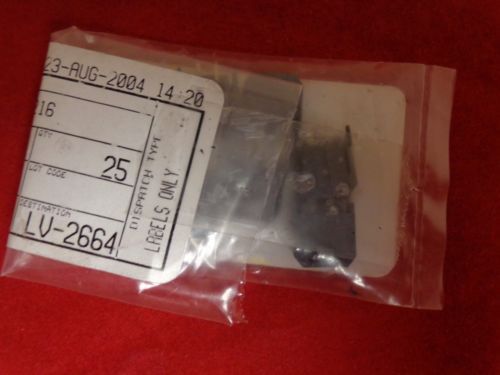 23-AUG-2004 14:20
16
QTY
25
LOT CODE
DESTINATION
LV-2664
DISPATCH TYPE
LABELS ONLY